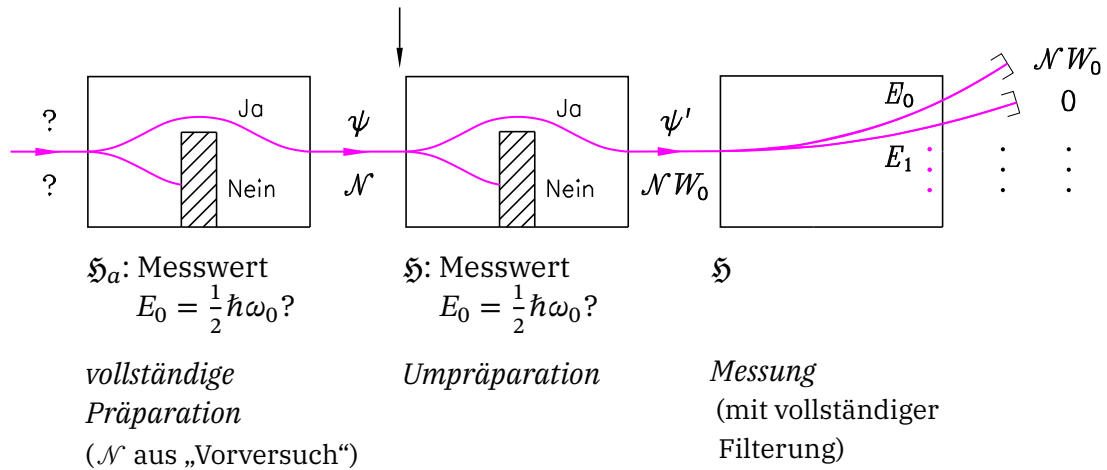 ?
?
Ja
Nein
ψ
𝒩
Ja
Nein
ψ'
𝒩W₀
E₀
E₁
𝒩W₀
0
ℌₐ: Messwert
E₀ = ½ℏω₀?
ℌ: Messwert
E₀ = ½ℏω₀?
ℌ
vollständige
Präparation
(𝒩 aus „Vorversuch“)
Umpräparation
Messung
(mit vollständiger
Filterung)